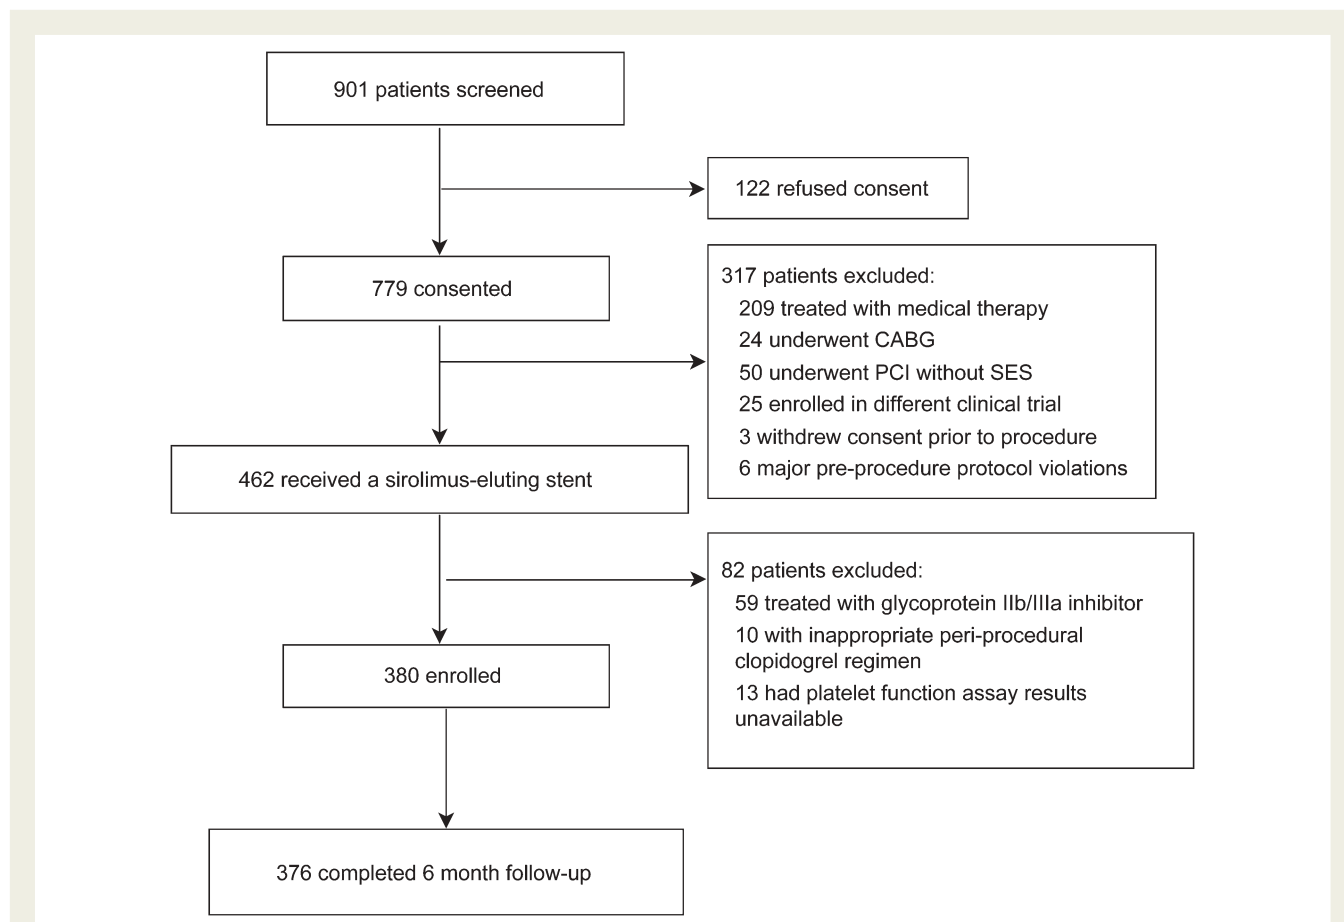 901 patients screened
122 refused consent
779 consented
317 patients excluded:
209 treated with medical therapy
24 underwent CABG
50 underwent PCI without SES
25 enrolled in different clinical trial
3 withdrew consent prior to procedure
6 major pre-procedure protocol violations
462 received a sirolimus-eluting stent
82 patients excluded:
59 treated with glycoprotein IIb/IIIa inhibitor
10 with inappropriate peri-procedural
clopidogrel regimen
13 had platelet function assay results
unavailable
380 enrolled
376 completed 6 month follow-up